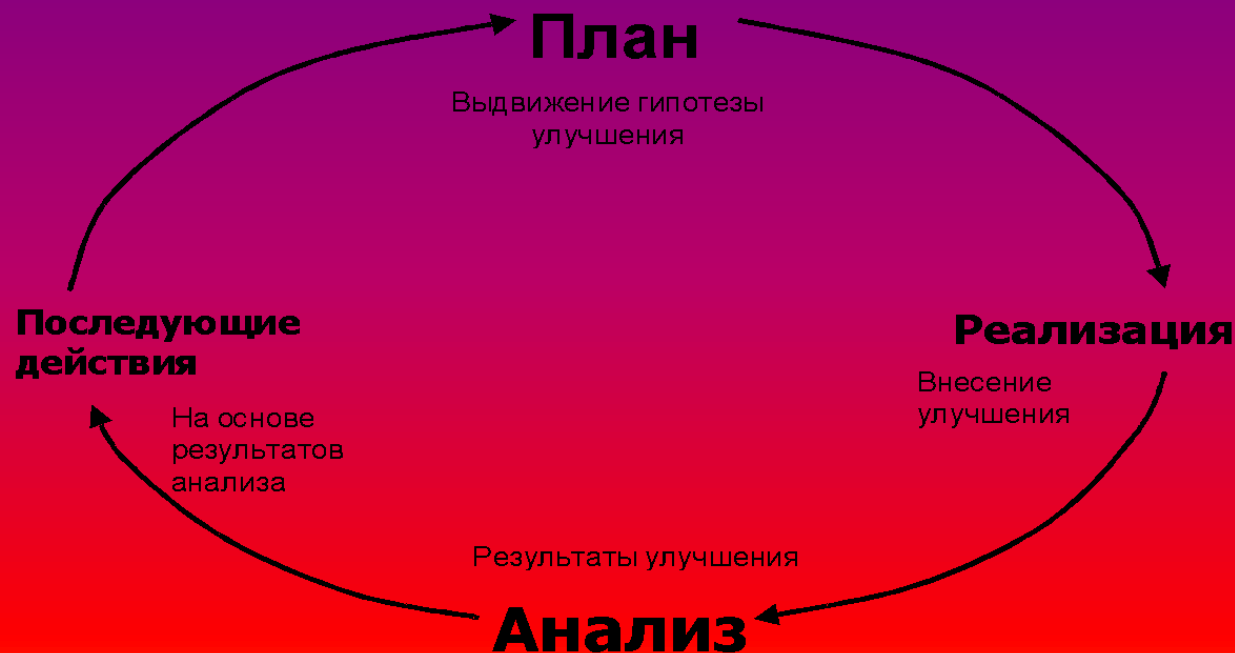 План
Выдвижение гипотезы
улучшения
Последующие
действия
Реализация
На основе
результатов
анализа
Внесение
улучшения
Результаты улучшения
Анализ